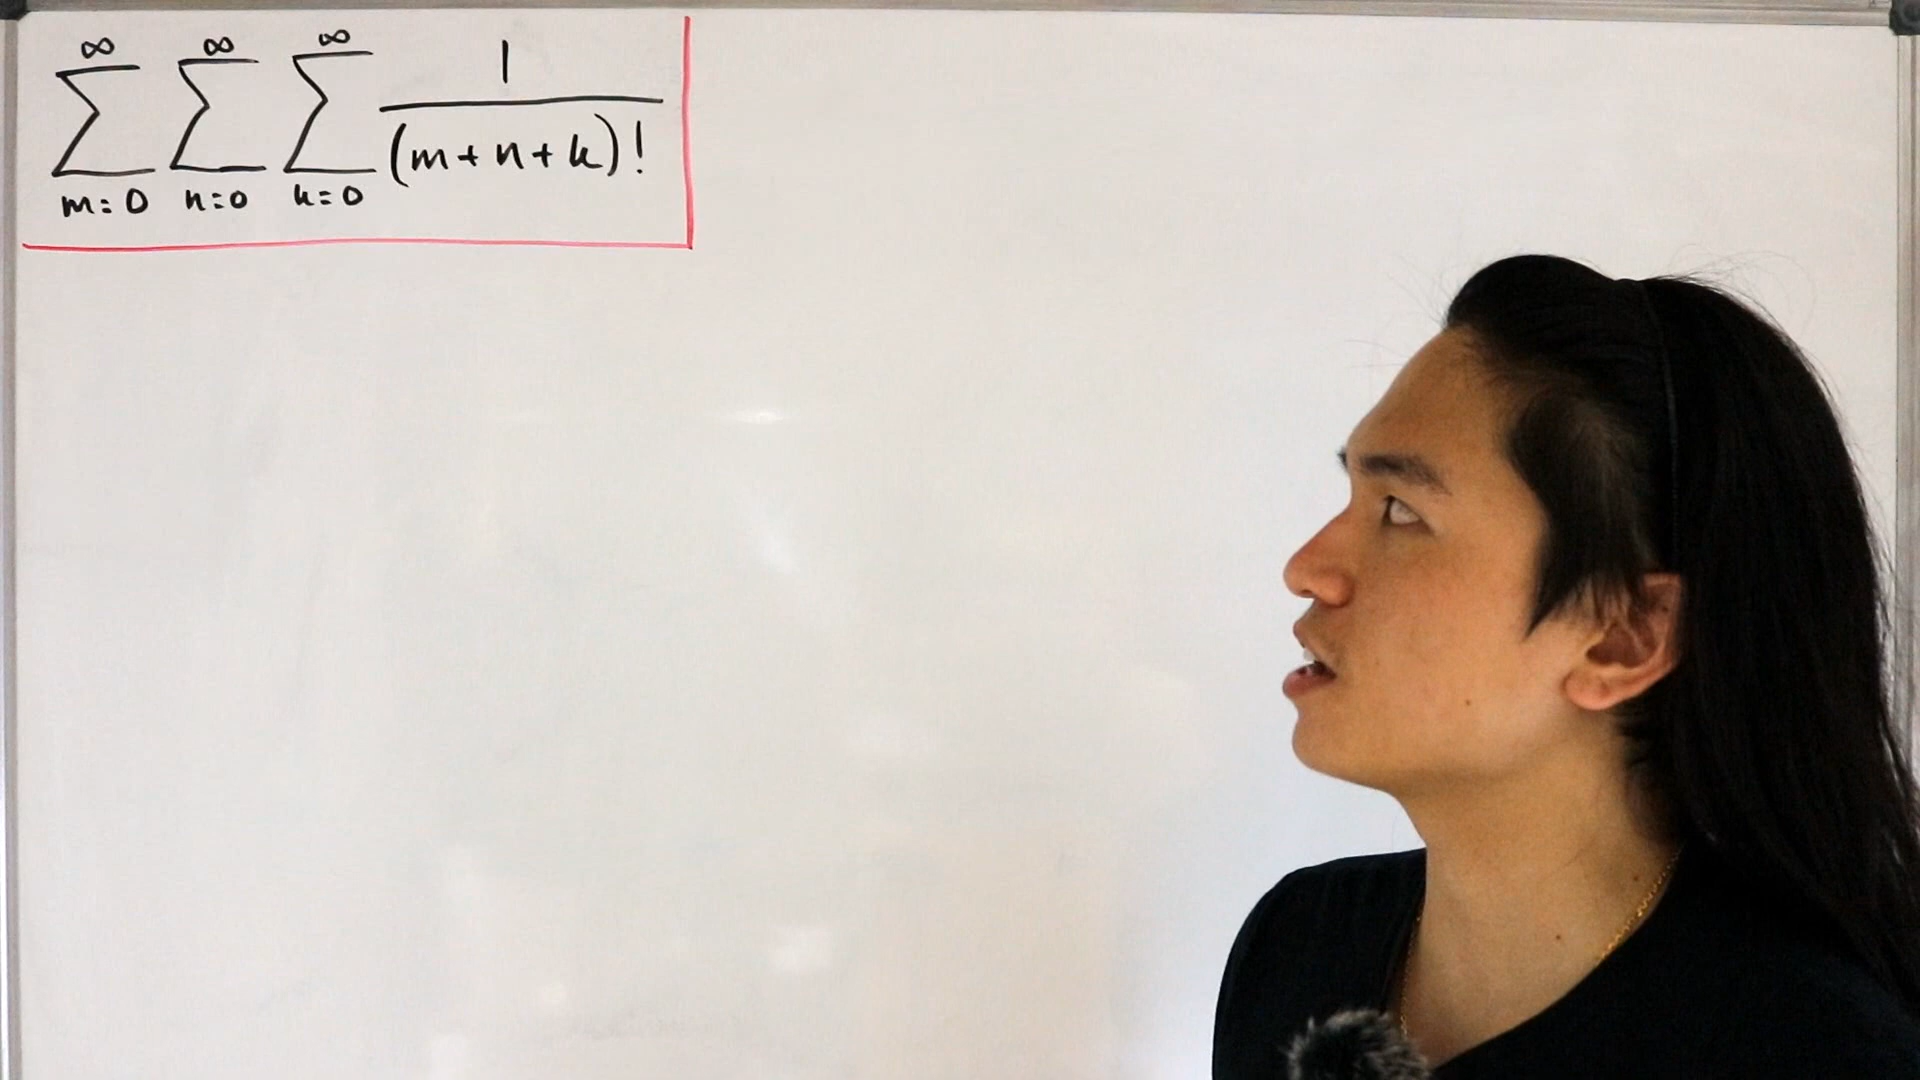 ∞ ∞ ∞ 1
∑ ∑ ∑ (m+n+k)!
m=0 n=0 k=0